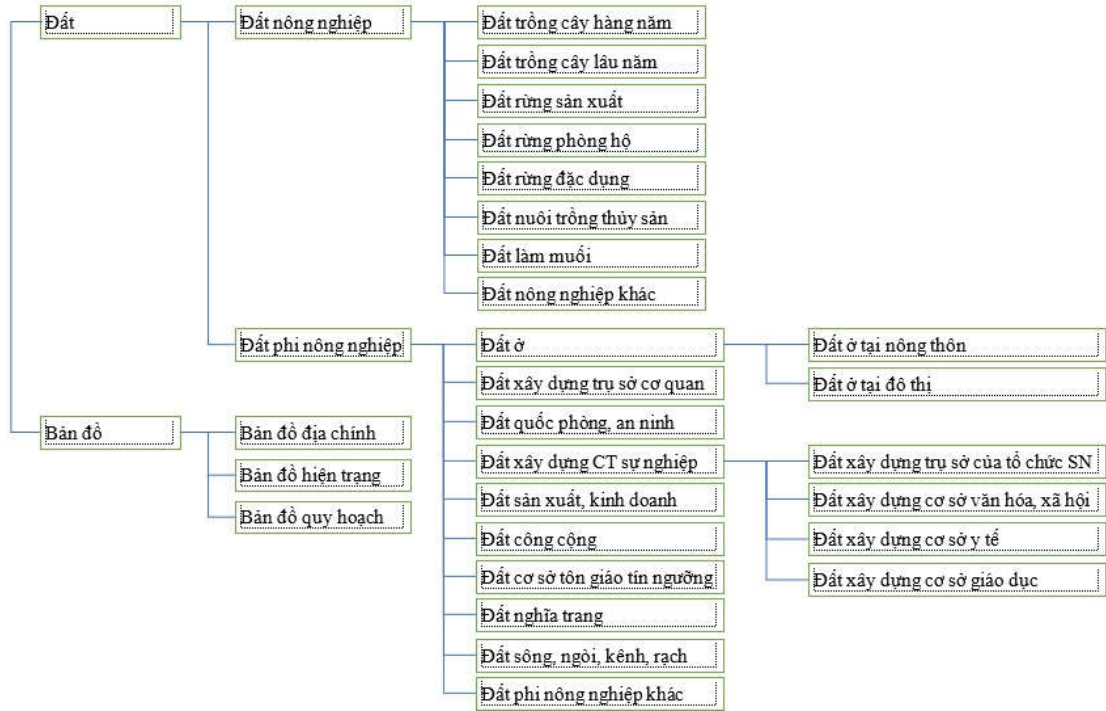 Đất
Đất nông nghiệp
Đất trồng cây hàng năm
Đất trồng cây lâu năm
Đất rừng sản xuất
Đất rừng phòng hộ
Đất rừng đặc dụng
Đất nuôi trồng thủy sản
Đất làm muối
Đất nông nghiệp khác
Đất phi nông nghiệp
Đất ở
Đất ở tại nông thôn
Đất ở tại đô thị
Đất xây dựng trụ sở cơ quan
Đất quốc phòng, an ninh
Đất xây dựng CT sự nghiệp
Đất xây dựng trụ sở của tổ chức SN
Đất xây dựng cơ sở văn hóa, xã hội
Đất xây dựng cơ sở y tế
Đất xây dựng cơ sở giáo dục
Đất sản xuất, kinh doanh
Đất công cộng
Đất cơ sở tôn giáo tín ngưỡng
Đất nghĩa trang
Đất sông, ngòi, kênh, rạch
Đất phi nông nghiệp khác
Bản đồ
Bản đồ địa chính
Bản đồ hiện trạng
Bản đồ quy hoạch